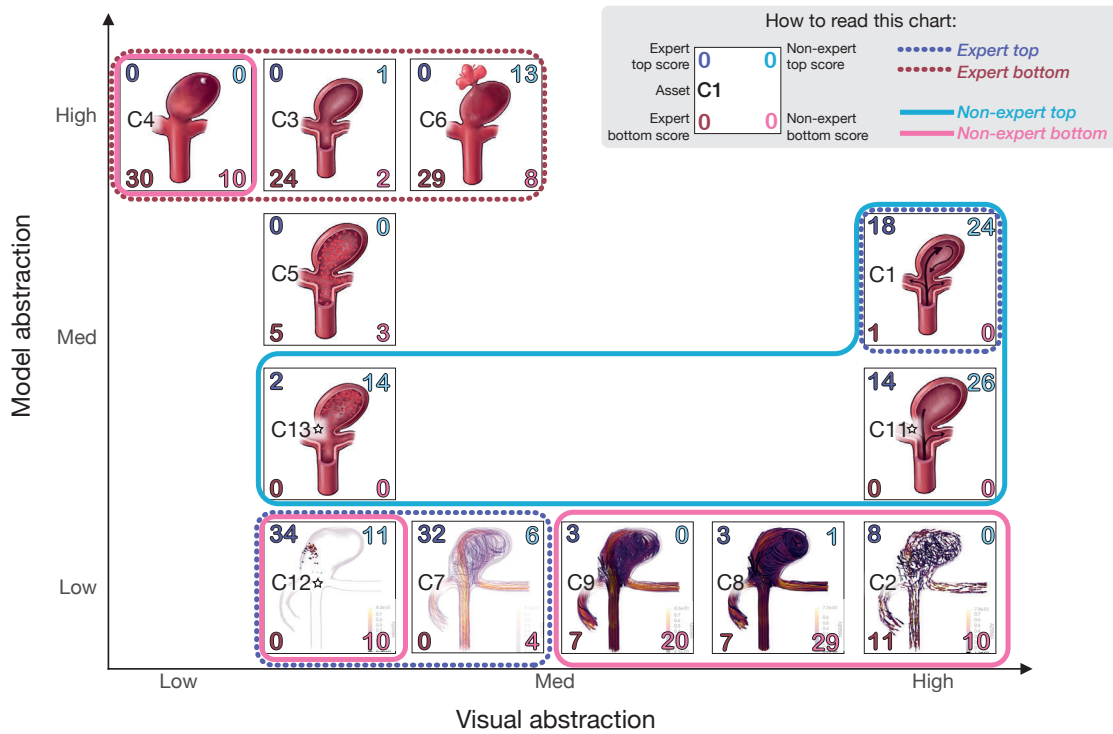 How to read this chart:
Expert
top score
0
0
Non-expert
top score
Asset
C1
Expert
bottom score
0
0
Non-expert
bottom score
Expert top
Expert bottom
Non-expert top
Non-expert bottom
Model abstraction
High
Med
Low
0
0
C4
30
10
0
1
C3
24
2
0
13
C6
29
8
0
0
C5
5
3
18
24
C1
1
0
2
14
C13☆
0
0
14
26
C11☆
0
0
34
11
C12☆
0
10
32
6
C7
0
4
3
0
C9
7
20
3
1
C8
7
29
8
0
C2
11
10
Low
Med
High
Visual abstraction